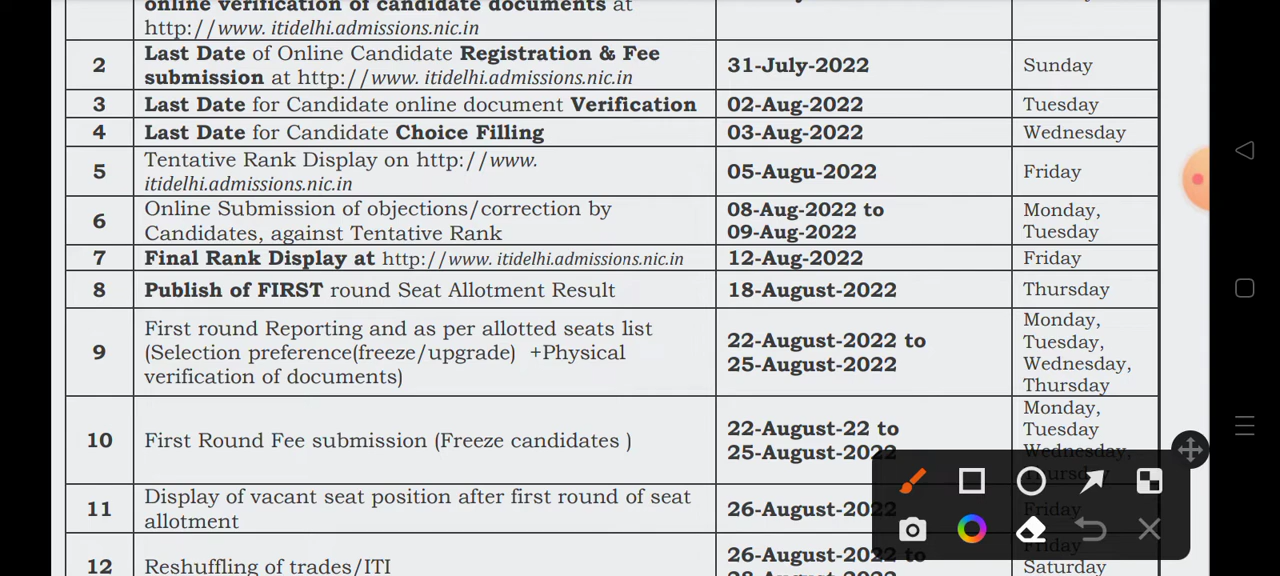 online verification of candidate documents at
http://www. itidelhi.admissions.nic.in
2
Last Date of Online Candidate Registration & Fee
submission at http://www. itidelhi.admissions.nic.in
31-July-2022
Sunday
3
Last Date for Candidate online document Verification
02-Aug-2022
Tuesday
4
Last Date for Candidate Choice Filling
03-Aug-2022
Wednesday
5
Tentative Rank Display on http://www.
itidelhi.admissions.nic.in
05-Augu-2022
Friday
6
Online Submission of objections/correction by
Candidates, against Tentative Rank
08-Aug-2022 to
09-Aug-2022
Monday,
Tuesday
7
Final Rank Display at http://www. itidelhi.admissions.nic.in
12-Aug-2022
Friday
8
Publish of FIRST round Seat Allotment Result
18-August-2022
Thursday
9
First round Reporting and as per allotted seats list
(Selection preference(freeze/upgrade) +Physical
verification of documents)
22-August-2022 to
25-August-2022
Monday,
Tuesday,
Wednesday,
Thursday
10
First Round Fee submission (Freeze candidates )
22-August-22 to
25-August-2022
Monday,
Tuesday
Wednesday,
Thursday
11
Display of vacant seat position after first round of seat
allotment
26-August-2022
Friday
12
Reshuffling of trades/ITI
26-August-2022 to
Friday
Saturday